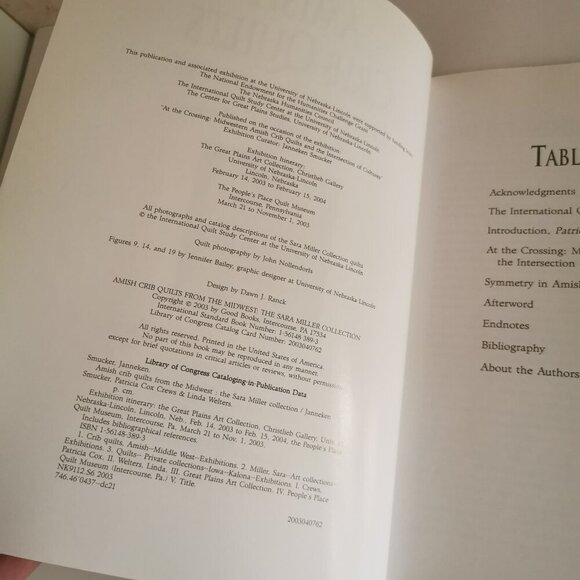 This publication and associated exhibition at the University of Nebraska-Lincoln were supported by funding from:
The National Endowment for the Humanities Challenge Grant
The Nebraska Humanities Council
The International Quilt Study Center at the University of Nebraska-Lincoln
The Center for Great Plains Studies, University of Nebraska-Lincoln.
Published on the occasion of the exhibition:
"At the Crossing: Midwestern Amish Crib Quilts and the Intersection of Cultures"
Exhibition Curator: Janneken Smucker
Exhibition Itinerary:
The Great Plains Art Collection, Christlieb Gallery
University of Nebraska-Lincoln
Lincoln, Nebraska
February 14, 2003 to February 15, 2004
The People's Place Quilt Museum
Intercourse, Pennsylvania
March 21 to November 1, 2003
All photographs and catalog descriptions of the Sara Miller Collection quilts
© the International Quilt Study Center at the University of Nebraska-Lincoln
Quilt photography by John Nollendorfs
Figures 9, 14, and 19 by Jennifer Bailey, graphic designer at University of Nebraska Lincoln
Design by Dawn J. Ranck
AMISH CRIB QUILTS FROM THE MIDWEST: THE SARA MILLER COLLECTION
Copyright © 2003 by Good Books, Intercourse, PA 17534
International Standard Book Number: 1-56148-389-3
Library of Congress Catalog Card Number: 2003040762
All rights reserved. Printed in the United States of America.
No part of this book may be reproduced in any manner,
except for brief quotations in critical articles or reviews, without permission.
Library of Congress Cataloging-in-Publication Data
Smucker, Janneken.
Amish crib quilts from the Midwest : the Sara Miller collection / Janneken
Smucker, Patricia Cox Crews & Linda Welters.
p. cm.
Exhibition itinerary: the Great Plains Art Collection, Christlieb Gallery, Univ. of
Nebraska-Lincoln, Lincoln, Neb., Feb. 14, 2003 to Feb. 15, 2004, the People's Place
Quilt Museum, Intercourse, Pa, March 21 to Nov. 1, 2003.
Includes bibliographical references.
ISBN 1-56148-389-3
1. Crib quilts, Amish--Middle West--Exhibitions. 2. Miller, Sara--Art collections--
Exhibitions. 3. Quilts--Private collections--Iowa--Kalona--Exhibitions. I. Crews,
Patricia Cox. II. Welters, Linda. III. Great Plains Art Collection. IV. People's Place
Quilt Museum (Intercourse, Pa.) V. Title.
NK9112.S6 2003
746.46'0437--dc21
2003040762
TABL
Acknowledgments
The International Q
Introduction, Patric
At the Crossing: M
the Intersection
Symmetry in Amish
Afterword
Endnotes
Bibliography
About the Authors